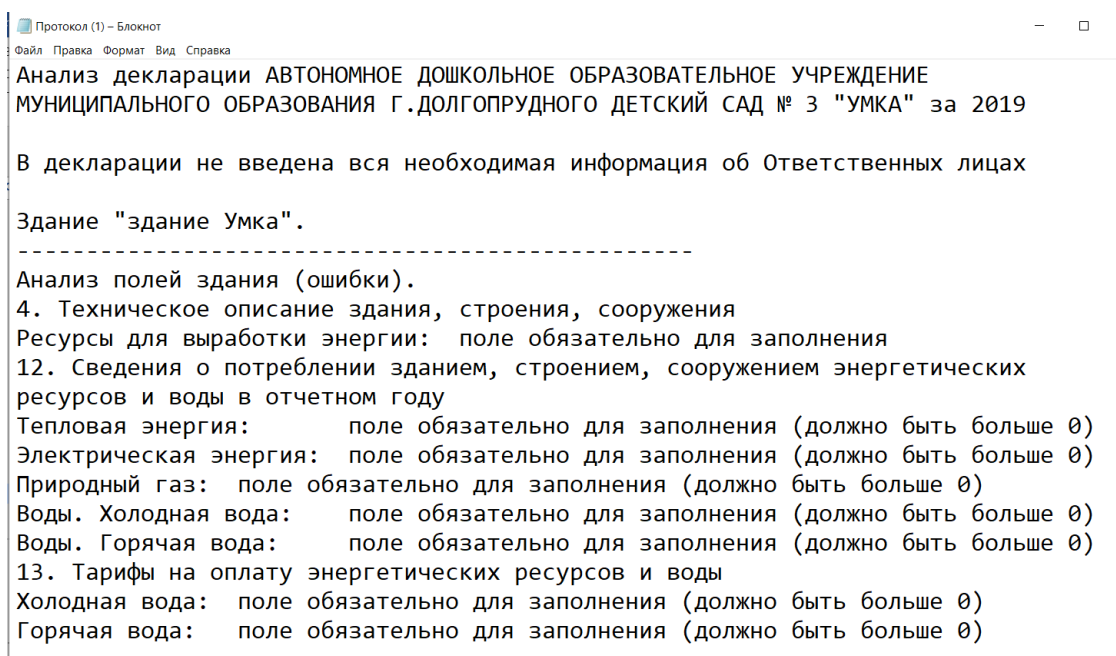 Протокол (1) – Блокнот
Файл Правка Формат Вид Справка
Анализ декларации АВТОНОМНОЕ ДОШКОЛЬНОЕ ОБРАЗОВАТЕЛЬНОЕ УЧРЕЖДЕНИЕ
МУНИЦИПАЛЬНОГО ОБРАЗОВАНИЯ Г.ДОЛГОПРУДНОГО ДЕТСКИЙ САД № 3 "УМКА" за 2019
В декларации не введена вся необходимая информация об Ответственных лицах
Здание "здание Умка".
-------------------------------------------------
Анализ полей здания (ошибки).
4. Техническое описание здания, строения, сооружения
Ресурсы для выработки энергии: поле обязательно для заполнения
12. Сведения о потреблении зданием, строением, сооружением энергетических
ресурсов и воды в отчетном году
Тепловая энергия: поле обязательно для заполнения (должно быть больше 0)
Электрическая энергия: поле обязательно для заполнения (должно быть больше 0)
Природный газ: поле обязательно для заполнения (должно быть больше 0)
Воды. Холодная вода: поле обязательно для заполнения (должно быть больше 0)
Воды. Горячая вода: поле обязательно для заполнения (должно быть больше 0)
13. Тарифы на оплату энергетических ресурсов и воды
Холодная вода: поле обязательно для заполнения (должно быть больше 0)
Горячая вода: поле обязательно для заполнения (должно быть больше 0)